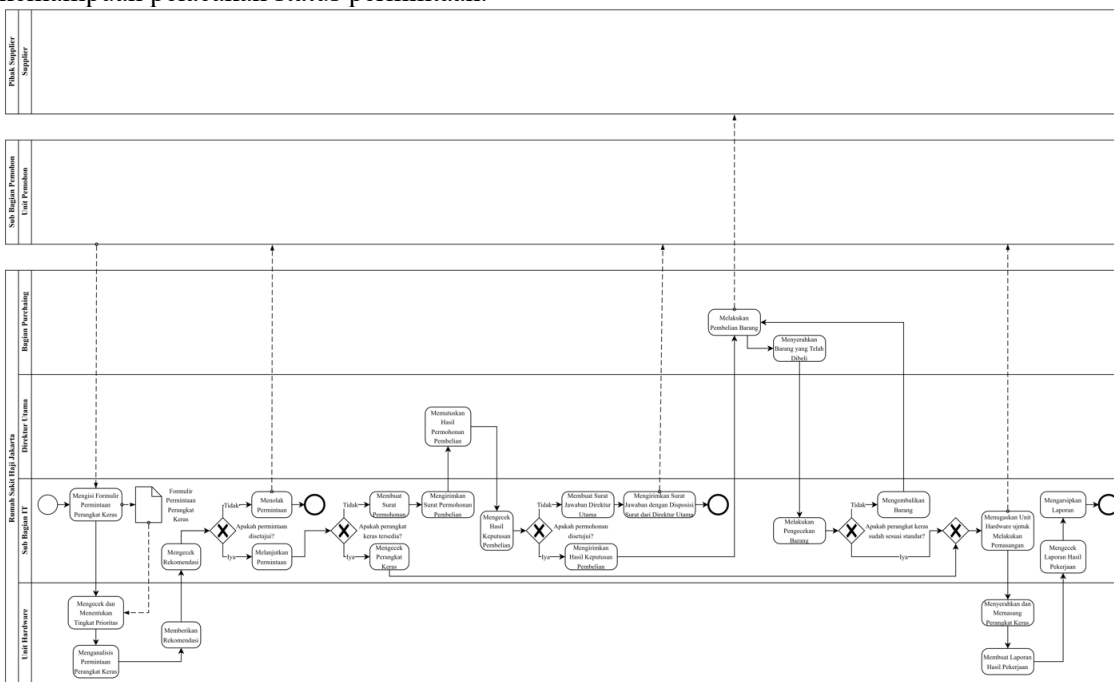 kemampuan pelacakan status permintaan.
Pihak Supplier
Supplier
Sub Bagian Pemohon
Unit Pemohon
Rumah Sakit Haji Jakarta
Bagian Purchaing
Melakukan
Pembelian Barang
Menyerahkan
Barang yang Telah
Dibeli
Direktur Utama
Memutuskan
Hasil
Permohonan
Pembelian
Sub Bagian IT
Mengisi Formulir
Permintaan
Perangkat Keras
Formulir
Permintaan
Perangkat
Keras
Mengecek
Rekomendasi
Tidak
Menolak
Permintaan
Apakah permintaan
disetujui?
Iya
Melanjutkan
Permintaan
Tidak
Membuat
Surat
Permohonan
Apakah perangkat
keras tersedia?
Iya
Mengecek
Perangkat
Keras
Mengirimkan
Surat Permohonan
Pembelian
Mengecek
Hasil
Keputusan
Pembelian
Tidak
Membuat Surat
Jawaban Direktur
Utama
Mengirimkan Surat
Jawaban dengan Disposisi
Surat dari Direktur Utama
Apakah permohonan
disetujui?
Iya
Mengirimkan
Hasil Keputusan
Pembelian
Melakukan
Pengecekan
Barang
Tidak
Mengembulikan
Barang
Apakah perangkat keras
sudah sesuai standar?
Iya
Menugaskan Unit
Hardware ujntuk
Melakukan
Pemasangan
Mengarsipkan
Laporan
Mengecek
Laporan Hasil
Pekerjaan
Unit Hardware
Mengecek dan
Menentukan
Tingkat Prioritas
Menganalisis
Permintaan
Perangkat Keras
Memberikan
Rekomendasi
Menyerahkan dan
Memasang
Perangkat Keras
Membuat Laporan
Hasil Pekerjaan